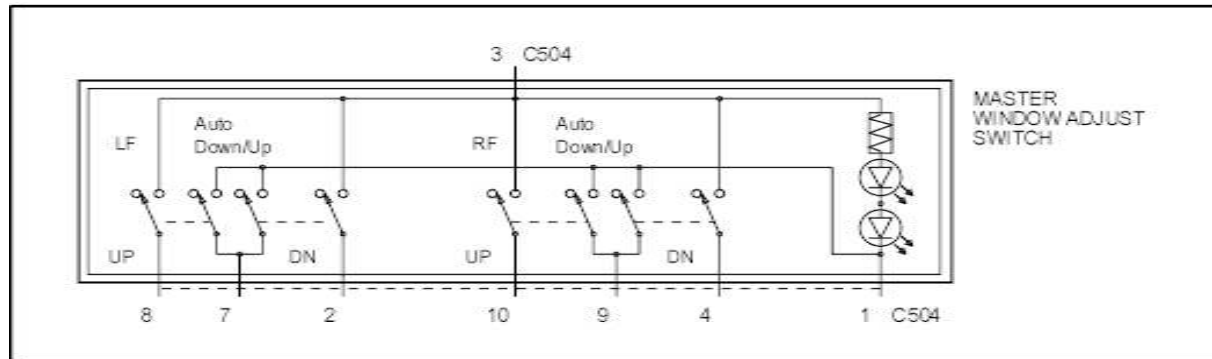 3 C504
MASTER
WINDOW ADJUST
SWITCH
LF
Auto
Down/Up
RF
Auto
Down/Up
UP
DN
UP
DN
8 7 2 10 9 4 1 C504